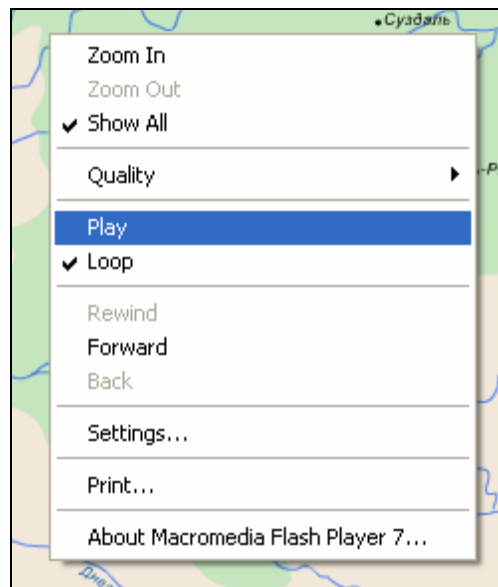 Суздаль
Zoom In
Zoom Out
Show All
Quality
Play
Loop
Rewind
Forward
Back
Settings...
Print...
About Macromedia Flash Player 7...